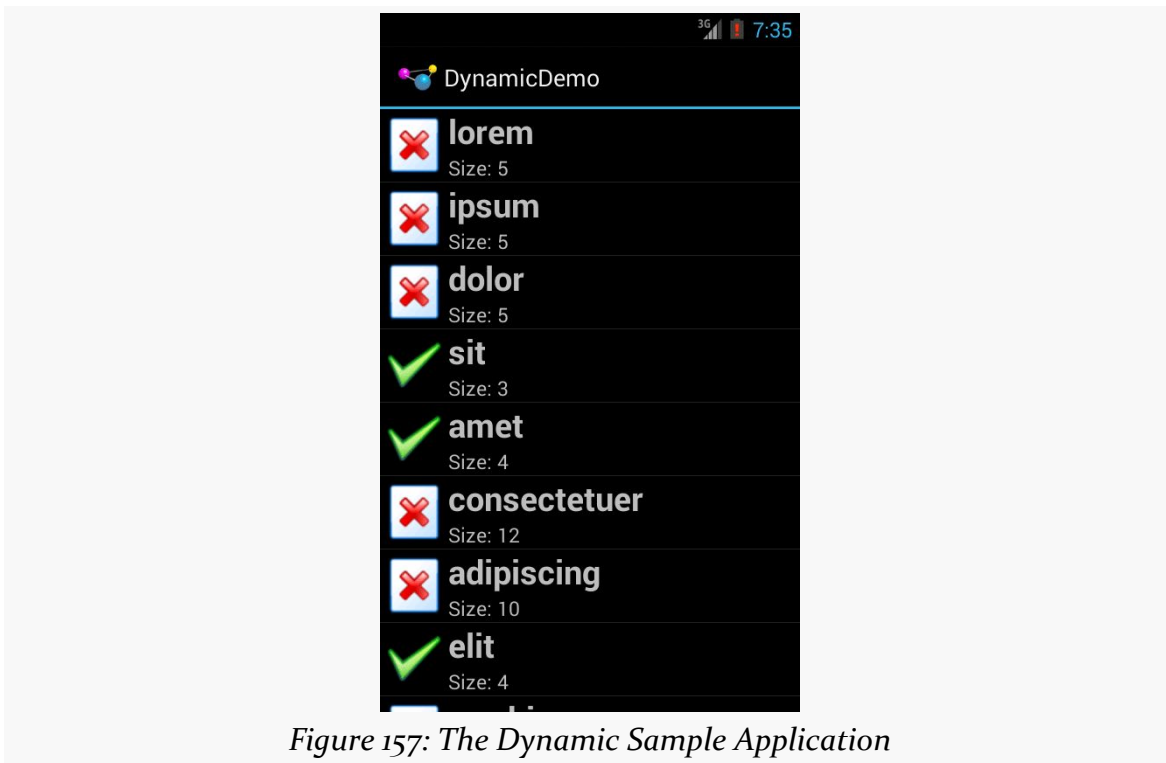 3G 7:35
DynamicDemo
lorem
Size: 5
ipsum
Size: 5
dolor
Size: 5
sit
Size: 3
amet
Size: 4
consectetuer
Size: 12
adipiscing
Size: 10
elit
Size: 4
Figure 157: The Dynamic Sample Application